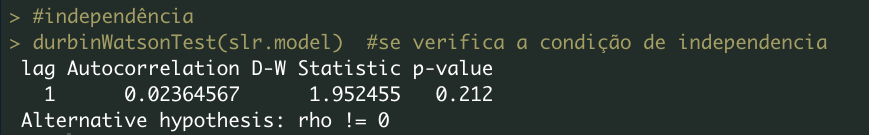 > #independência
> durbinWatsonTest(slr.model)  #se verifica a condição de independencia
 lag Autocorrelation D-W Statistic p-value
   1      0.02364567      1.952455   0.212
 Alternative hypothesis: rho != 0